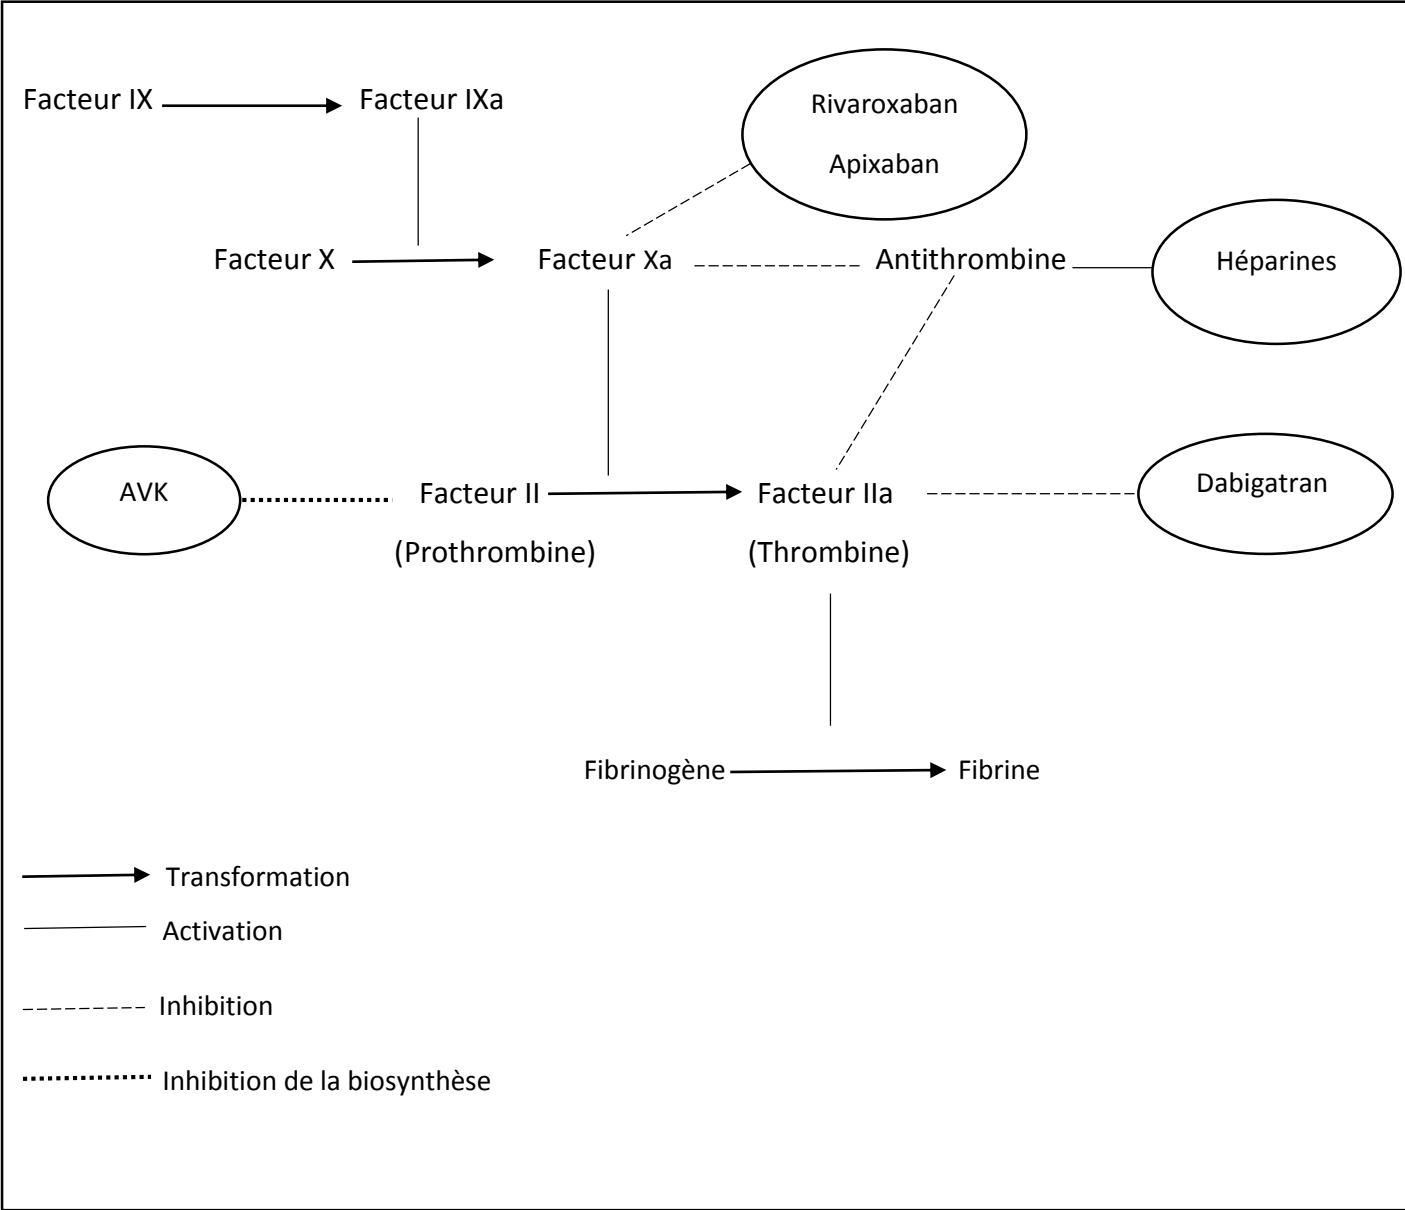 Facteur IX
Facteur IXa
Rivaroxaban
Apixaban
Facteur X
Facteur Xa
Antithrombine
Héparines
AVK
Facteur II
(Prothrombine)
Facteur IIa
(Thrombine)
Dabigatran
Fibrinogène
Fibrine
Transformation
Activation
Inhibition
Inhibition de la biosynthèse